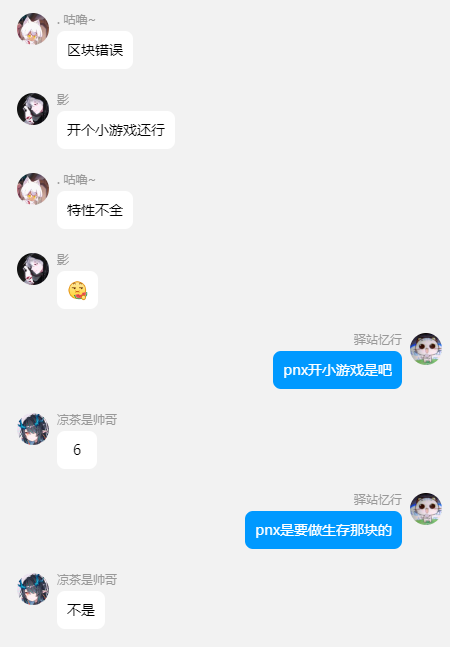 . 咕噜~
区块错误
影
开个小游戏还行
. 咕噜~
特性不全
影
驿站忆行
pnx开小游戏是吧
凉茶是帅哥
6
驿站忆行
pnx是要做生存那块的
凉茶是帅哥
不是